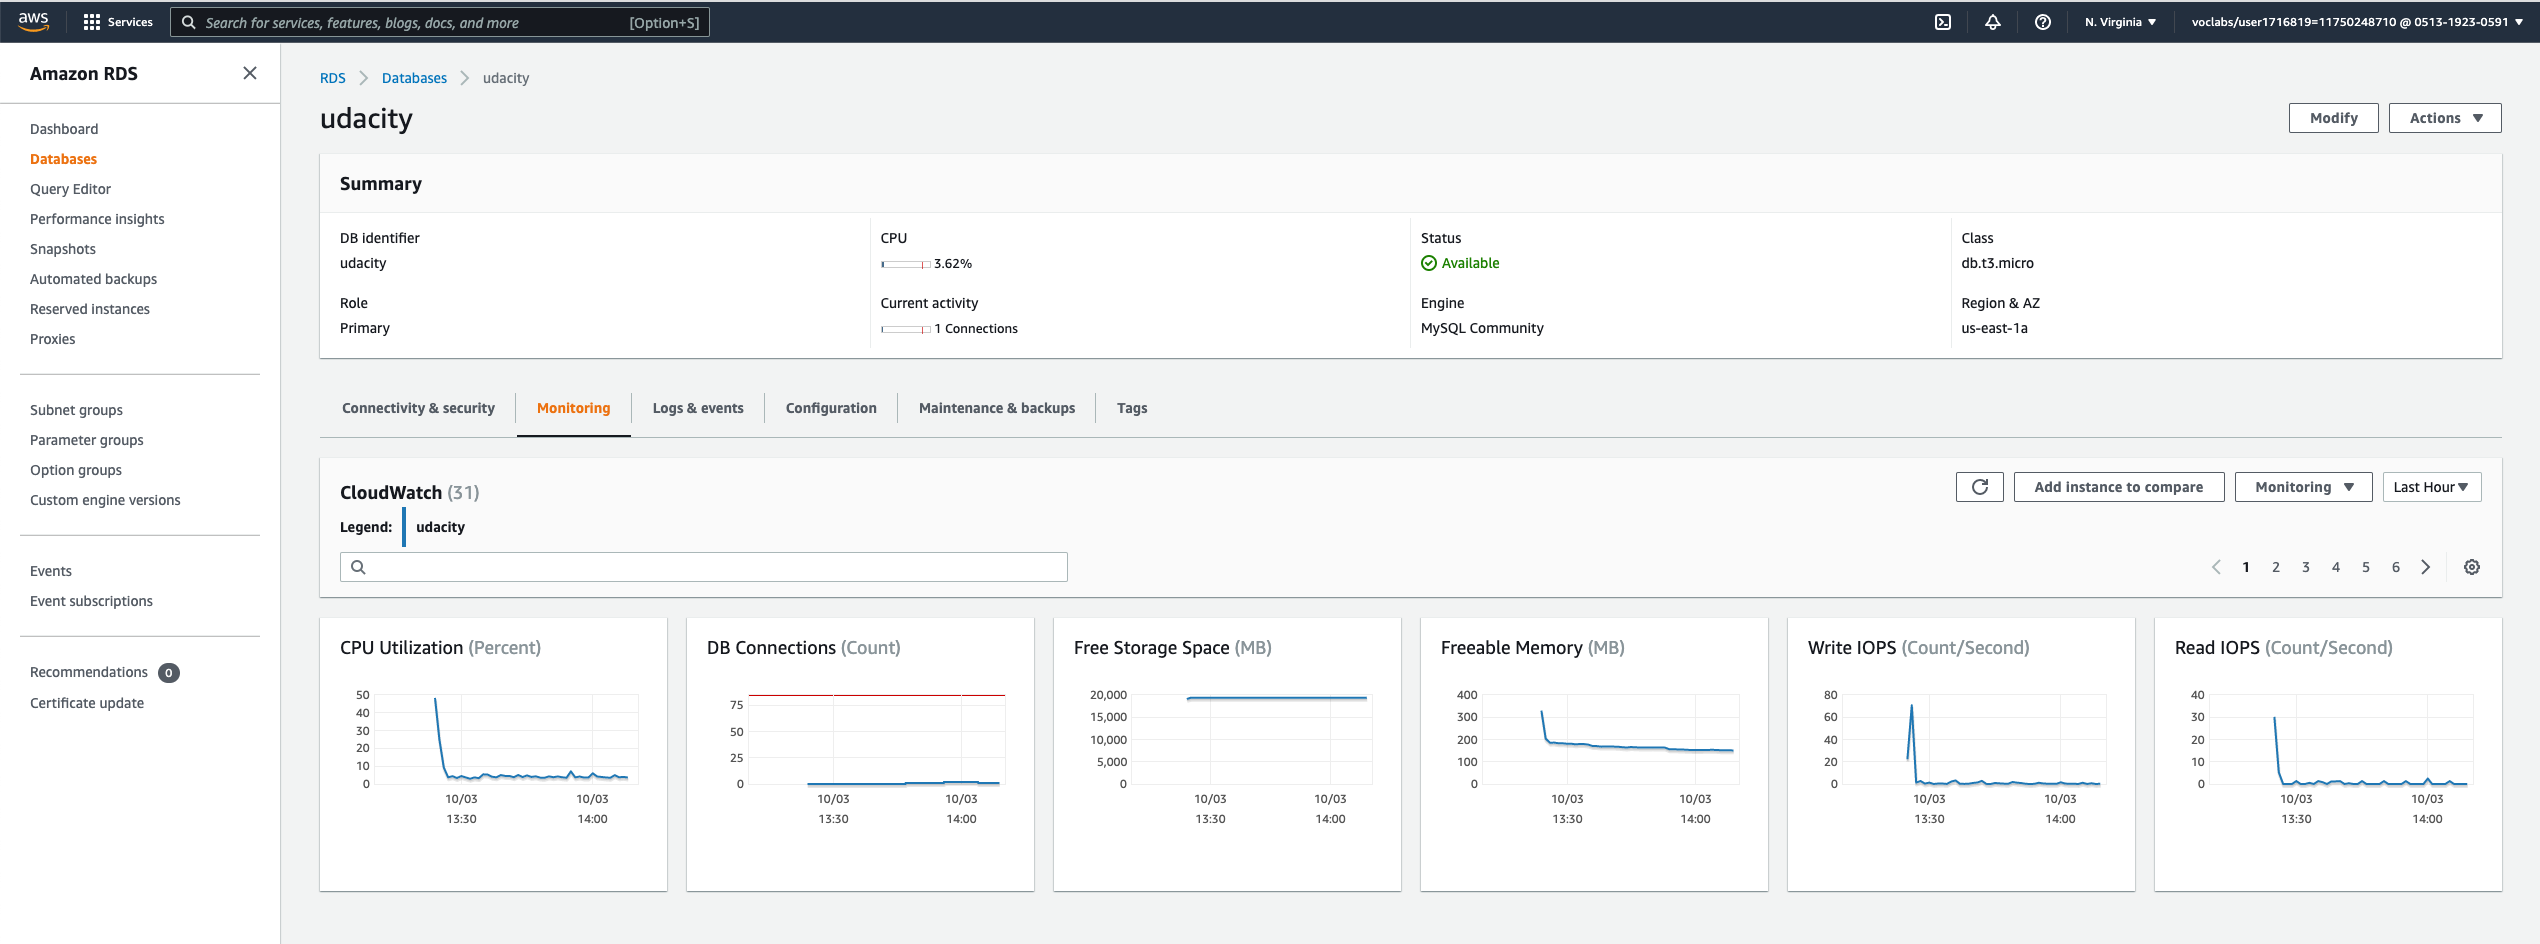 aws
Services
Search for services, features, blogs, docs, and more [Option+S]
N. Virginia
voclabs/user1716819=11750248710 @ 0513-1923-0591
Amazon RDS
Dashboard
Databases
Query Editor
Performance insights
Snapshots
Automated backups
Reserved instances
Proxies
Subnet groups
Parameter groups
Option groups
Custom engine versions
Events
Event subscriptions
Recommendations 0
Certificate update
RDS Databases udacity
udacity
Modify
Actions
Summary
DB identifier
udacity
CPU
3.62%
Status
Available
Class
db.t3.micro
Role
Primary
Current activity
1 Connections
Engine
MySQL Community
Region & AZ
us-east-1a
Connectivity & security
Monitoring
Logs & events
Configuration
Maintenance & backups
Tags
CloudWatch (31)
Add instance to compare
Monitoring
Last Hour
Legend: udacity
1 2 3 4 5 6
CPU Utilization (Percent)
50
40
30
20
10
0
10/03 10/03
13:30 14:00
DB Connections (Count)
75
50
25
0
10/03 10/03
13:30 14:00
Free Storage Space (MB)
20,000
15,000
10,000
5,000
0
10/03 10/03
13:30 14:00
Freeable Memory (MB)
400
300
200
100
0
10/03 10/03
13:30 14:00
Write IOPS (Count/Second)
80
60
40
20
0
10/03 10/03
13:30 14:00
Read IOPS (Count/Second)
40
30
20
10
0
10/03 10/03
13:30 14:00